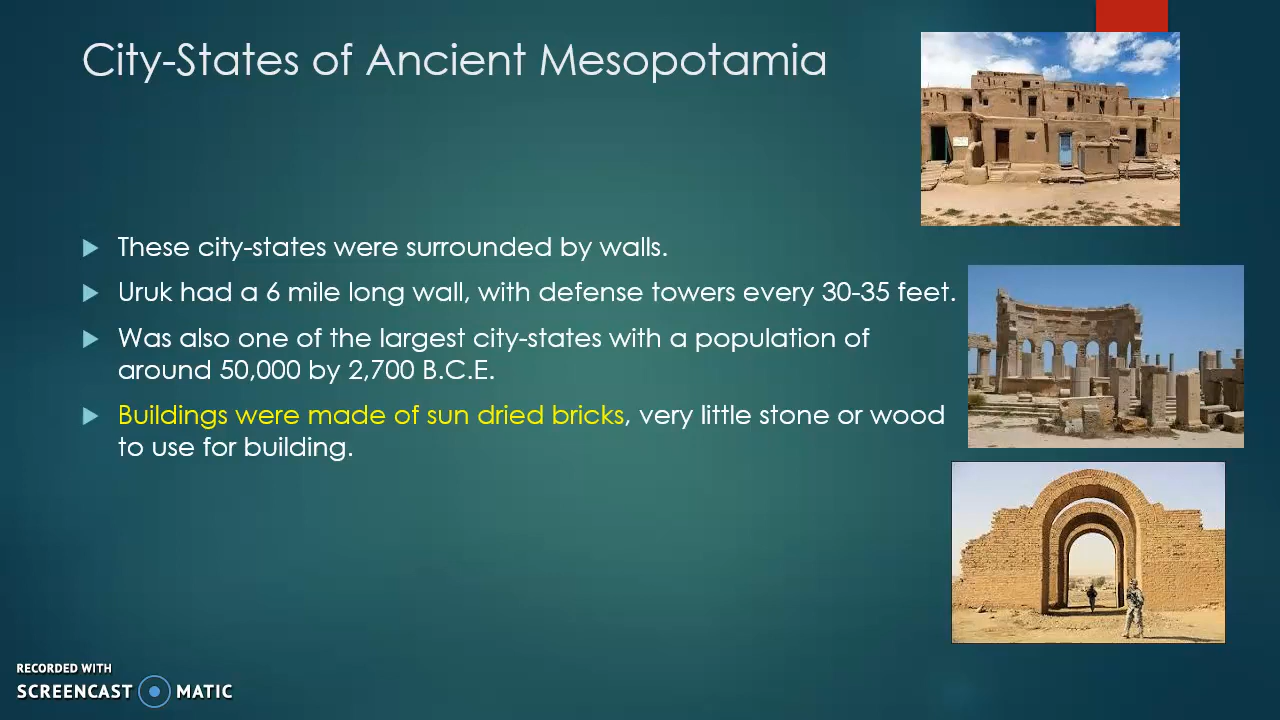 City-States of Ancient Mesopotamia
These city-states were surrounded by walls.
Uruk had a 6 mile long wall, with defense towers every 30-35 feet.
Was also one of the largest city-states with a population of
around 50,000 by 2,700 B.C.E.
Buildings were made of sun dried bricks, very little stone or wood
to use for building.
RECORDED WITH
SCREENCAST MATIC